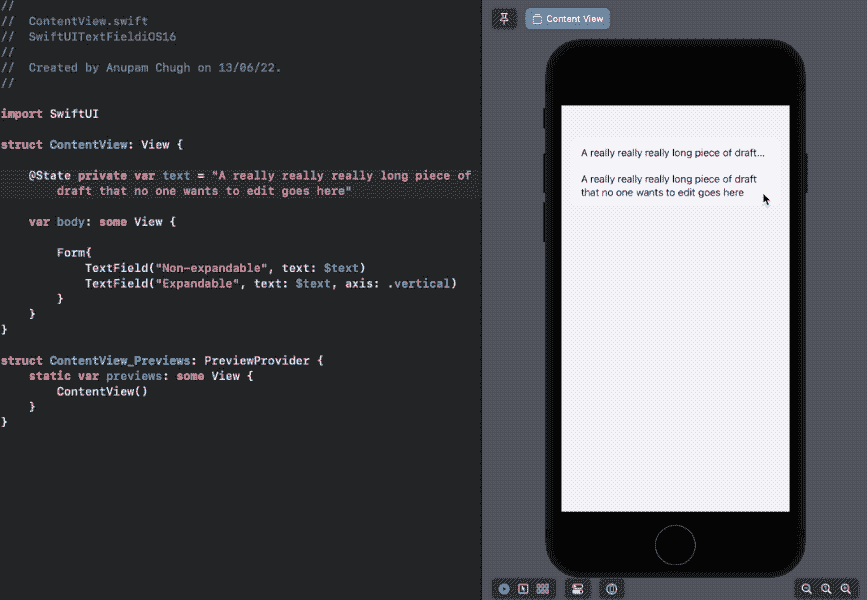 //
//  ContentView.swift
//  SwiftUITextFieldiOS16
//
//  Created by Anupam Chugh on 13/06/22.
//
import SwiftUI
struct ContentView: View {
@State private var text = "A really really really long piece of
draft that no one wants to edit goes here"
var body: some View {
Form{
TextField("Non-expandable", text: $text)
TextField("Expandable", text: $text, axis: .vertical)
}
}
}
struct ContentView_Previews: PreviewProvider {
static var previews: some View {
ContentView()
}
}
Content View
A really really really long piece of draft...
A really really really long piece of draft
that no one wants to edit goes here